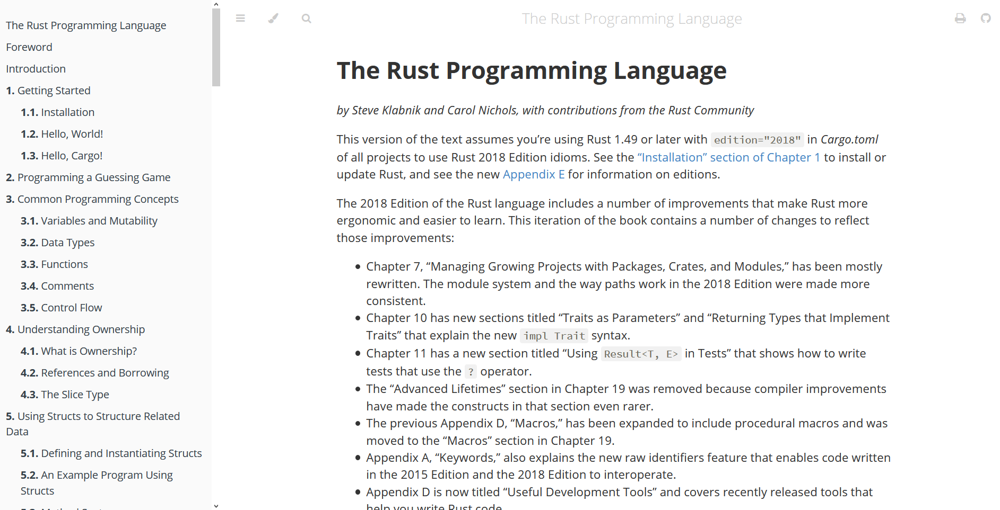 The Rust Programming Language
Foreword
Introduction
1. Getting Started
1.1. Installation
1.2. Hello, World!
1.3. Hello, Cargo!
2. Programming a Guessing Game
3. Common Programming Concepts
3.1. Variables and Mutability
3.2. Data Types
3.3. Functions
3.4. Comments
3.5. Control Flow
4. Understanding Ownership
4.1. What is Ownership?
4.2. References and Borrowing
4.3. The Slice Type
5. Using Structs to Structure Related
Data
5.1. Defining and Instantiating Structs
5.2. An Example Program Using
Structs
The Rust Programming Language
The Rust Programming Language
by Steve Klabnik and Carol Nichols, with contributions from the Rust Community
This version of the text assumes you’re using Rust 1.49 or later with edition="2018" in Cargo.toml
of all projects to use Rust 2018 Edition idioms. See the “Installation” section of Chapter 1 to install or
update Rust, and see the new Appendix E for information on editions.
The 2018 Edition of the Rust language includes a number of improvements that make Rust more
ergonomic and easier to learn. This iteration of the book contains a number of changes to reflect
those improvements:
• Chapter 7, “Managing Growing Projects with Packages, Crates, and Modules,” has been mostly
rewritten. The module system and the way paths work in the 2018 Edition were made more
consistent.
• Chapter 10 has new sections titled “Traits as Parameters” and “Returning Types that Implement
Traits” that explain the new impl Trait syntax.
• Chapter 11 has a new section titled “Using Result<T, E> in Tests” that shows how to write
tests that use the ? operator.
• The “Advanced Lifetimes” section in Chapter 19 was removed because compiler improvements
have made the constructs in that section even rarer.
• The previous Appendix D, “Macros,” has been expanded to include procedural macros and was
moved to the “Macros” section in Chapter 19.
• Appendix A, “Keywords,” also explains the new raw identifiers feature that enables code written
in the 2015 Edition and the 2018 Edition to interoperate.
• Appendix D is now titled “Useful Development Tools” and covers recently released tools that
help you write Rust code.